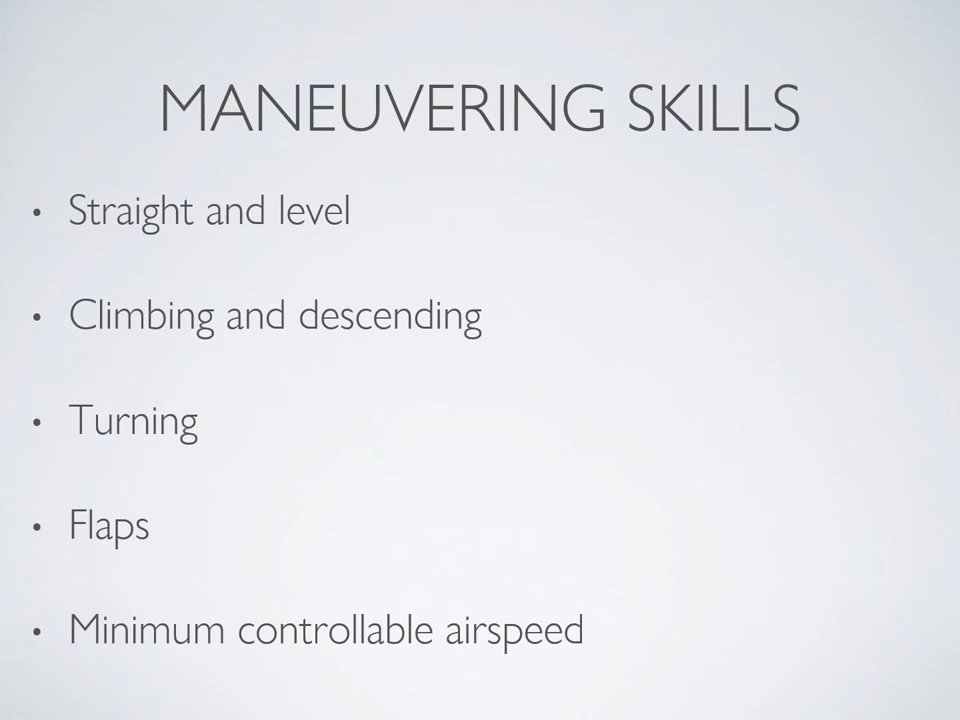 MANEUVERING SKILLS
• Straight and level
• Climbing and descending
• Turning
• Flaps
• Minimum controllable airspeed